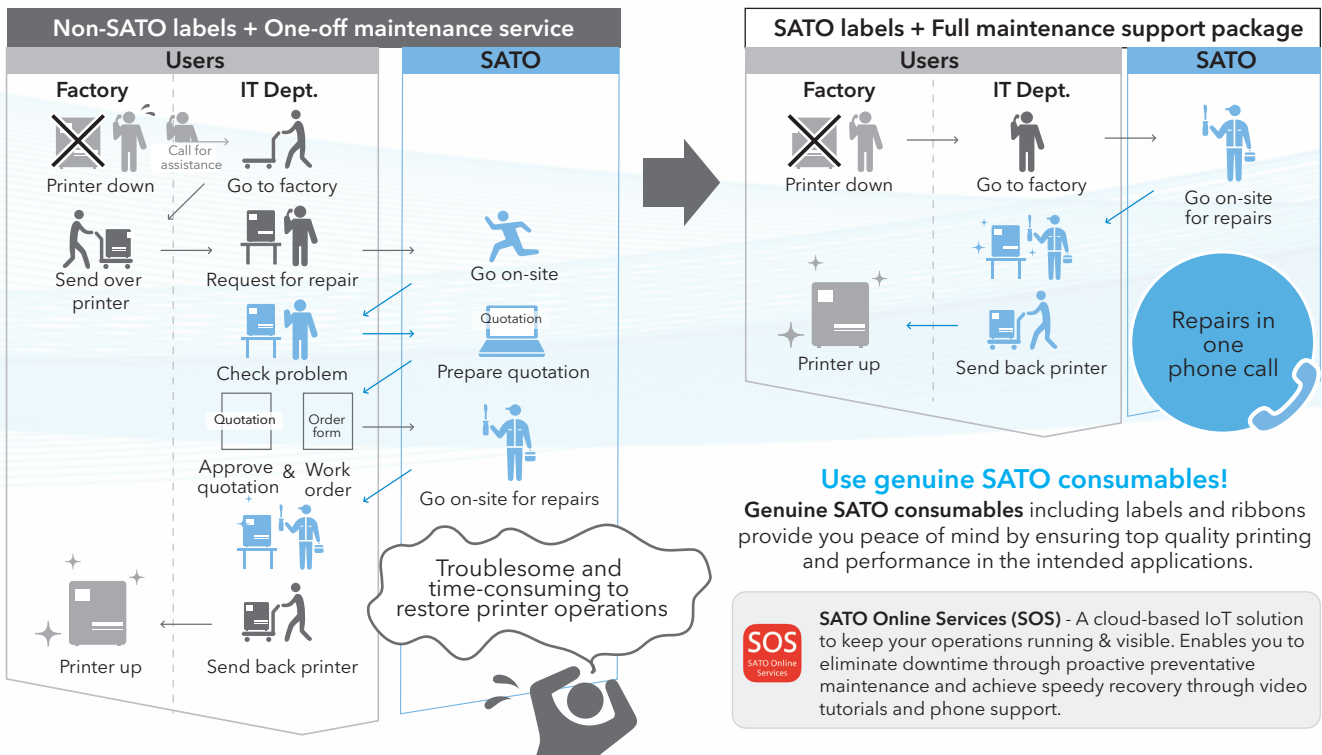 Non-SATO labels + One-off maintenance service
Users
SATO
Factory
IT Dept.
Call for
assistance
Printer down
Go to factory
Send over
printer
Request for repair
Go on-site
Quotation
Check problem
Prepare quotation
Quotation
Order
form
Approve
quotation
&
Work
order
Go on-site for repairs
Troublesome and
time-consuming to
restore printer operations
Printer up
Send back printer
SATO labels + Full maintenance support package
Users
SATO
Factory
IT Dept.
Printer down
Go to factory
Go on-site
for repairs
Printer up
Send back printer
Repairs in
one
phone call
Use genuine SATO consumables!
Genuine SATO consumables including labels and ribbons
provide you peace of mind by ensuring top quality printing
and performance in the intended applications.
SOS
SATO Online
Services
SATO Online Services (SOS) - A cloud-based IoT solution
to keep your operations running & visible. Enables you to
eliminate downtime through proactive preventative
maintenance and achieve speedy recovery through video
tutorials and phone support.